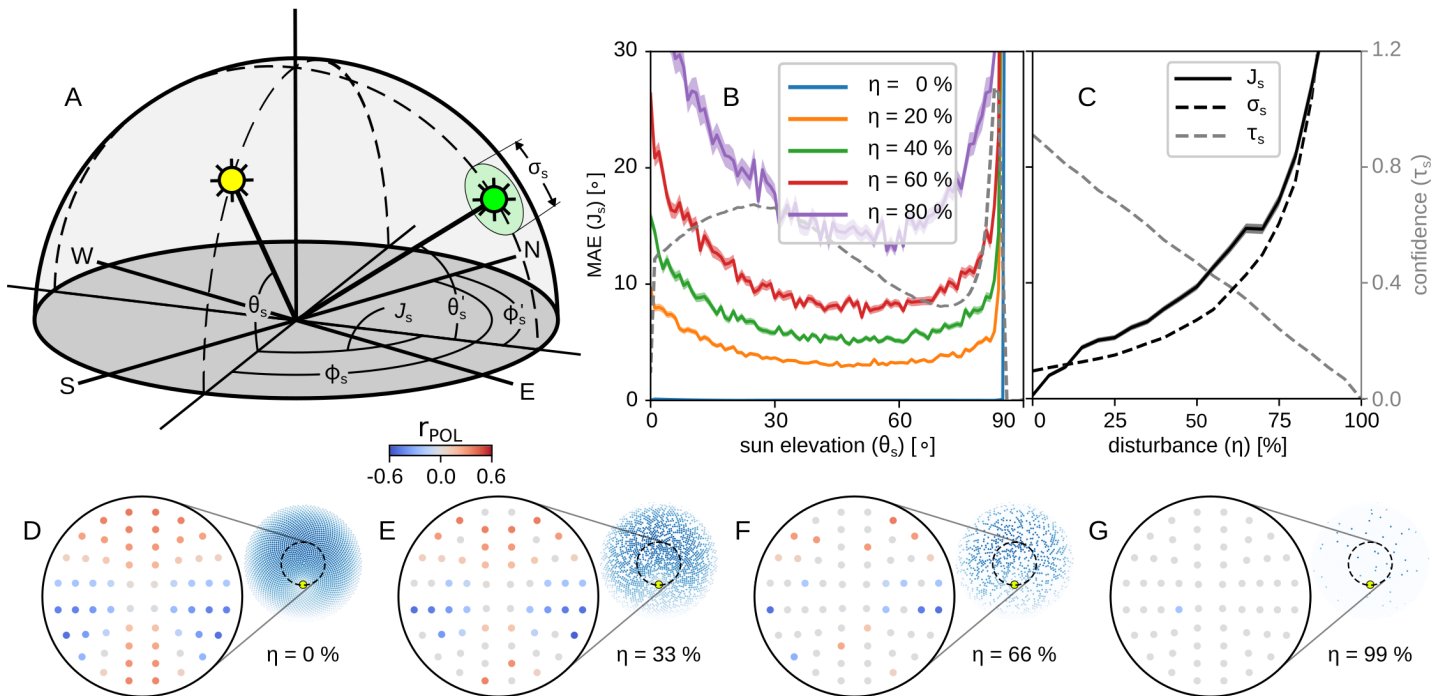 A
W
N
S
E
σₛ
θₛ
Jₛ
θ'ₛ
ϕ'ₛ
ϕₛ
B
MAE (Jₛ) [∘]
30
20
10
0
η = 0 %
η = 20 %
η = 40 %
η = 60 %
η = 80 %
0 30 60 90
sun elevation (θₛ) [∘]
C
Jₛ
σₛ
τₛ
1.2
0.8
0.4
0.0
confidence (τₛ)
0 25 50 75 100
disturbance (η) [%]
r_POL
-0.6 0.0 0.6
D
η = 0 %
E
η = 33 %
F
η = 66 %
G
η = 99 %